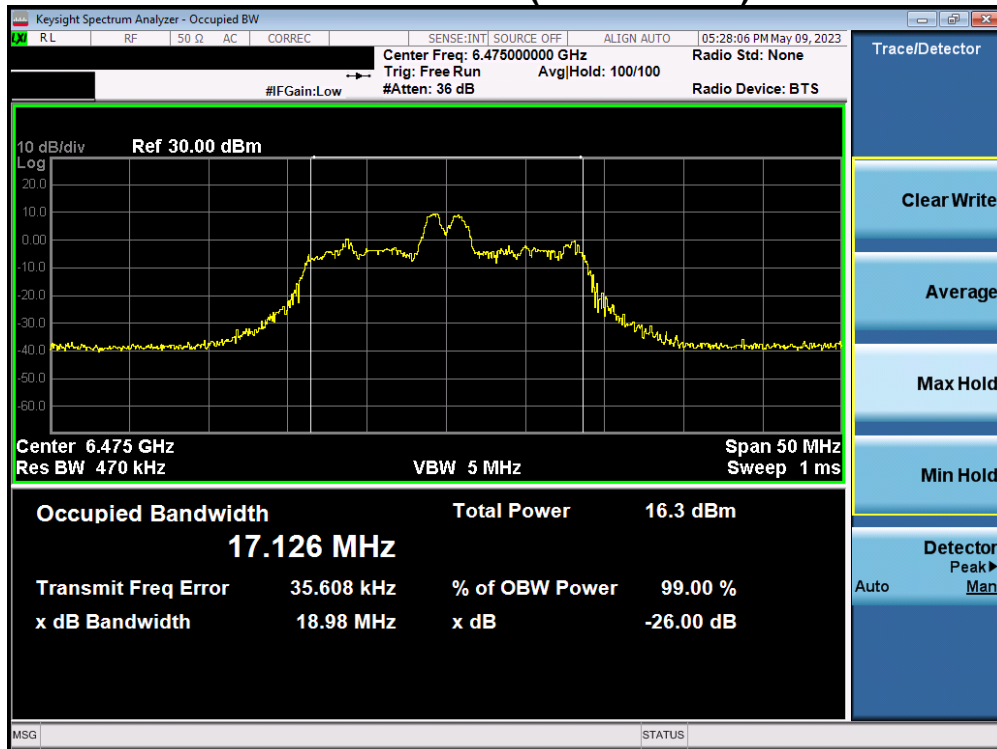 Keysight Spectrum Analyzer - Occupied BW
LXI RL RF 50 Ω AC CORREC SENSE:INT SOURCE OFF ALIGN AUTO 05:28:06 PM May 09, 2023
Center Freq: 6.475000000 GHz Radio Std: None
Trig: Free Run Avg|Hold: 100/100
#IFGain:Low #Atten: 36 dB Radio Device: BTS
10 dB/div Ref 30.00 dBm
Log
20.0
10.0
0.00
-10.0
-20.0
-30.0
-40.0
-50.0
-60.0
Center 6.475 GHz Span 50 MHz
Res BW 470 kHz VBW 5 MHz Sweep 1 ms
Occupied Bandwidth Total Power 16.3 dBm
17.126 MHz
Transmit Freq Error 35.608 kHz % of OBW Power 99.00 %
x dB Bandwidth 18.98 MHz x dB -26.00 dB
MSG STATUS
Trace/Detector
Clear Write
Average
Max Hold
Min Hold
Detector
Peak▶
Auto Man